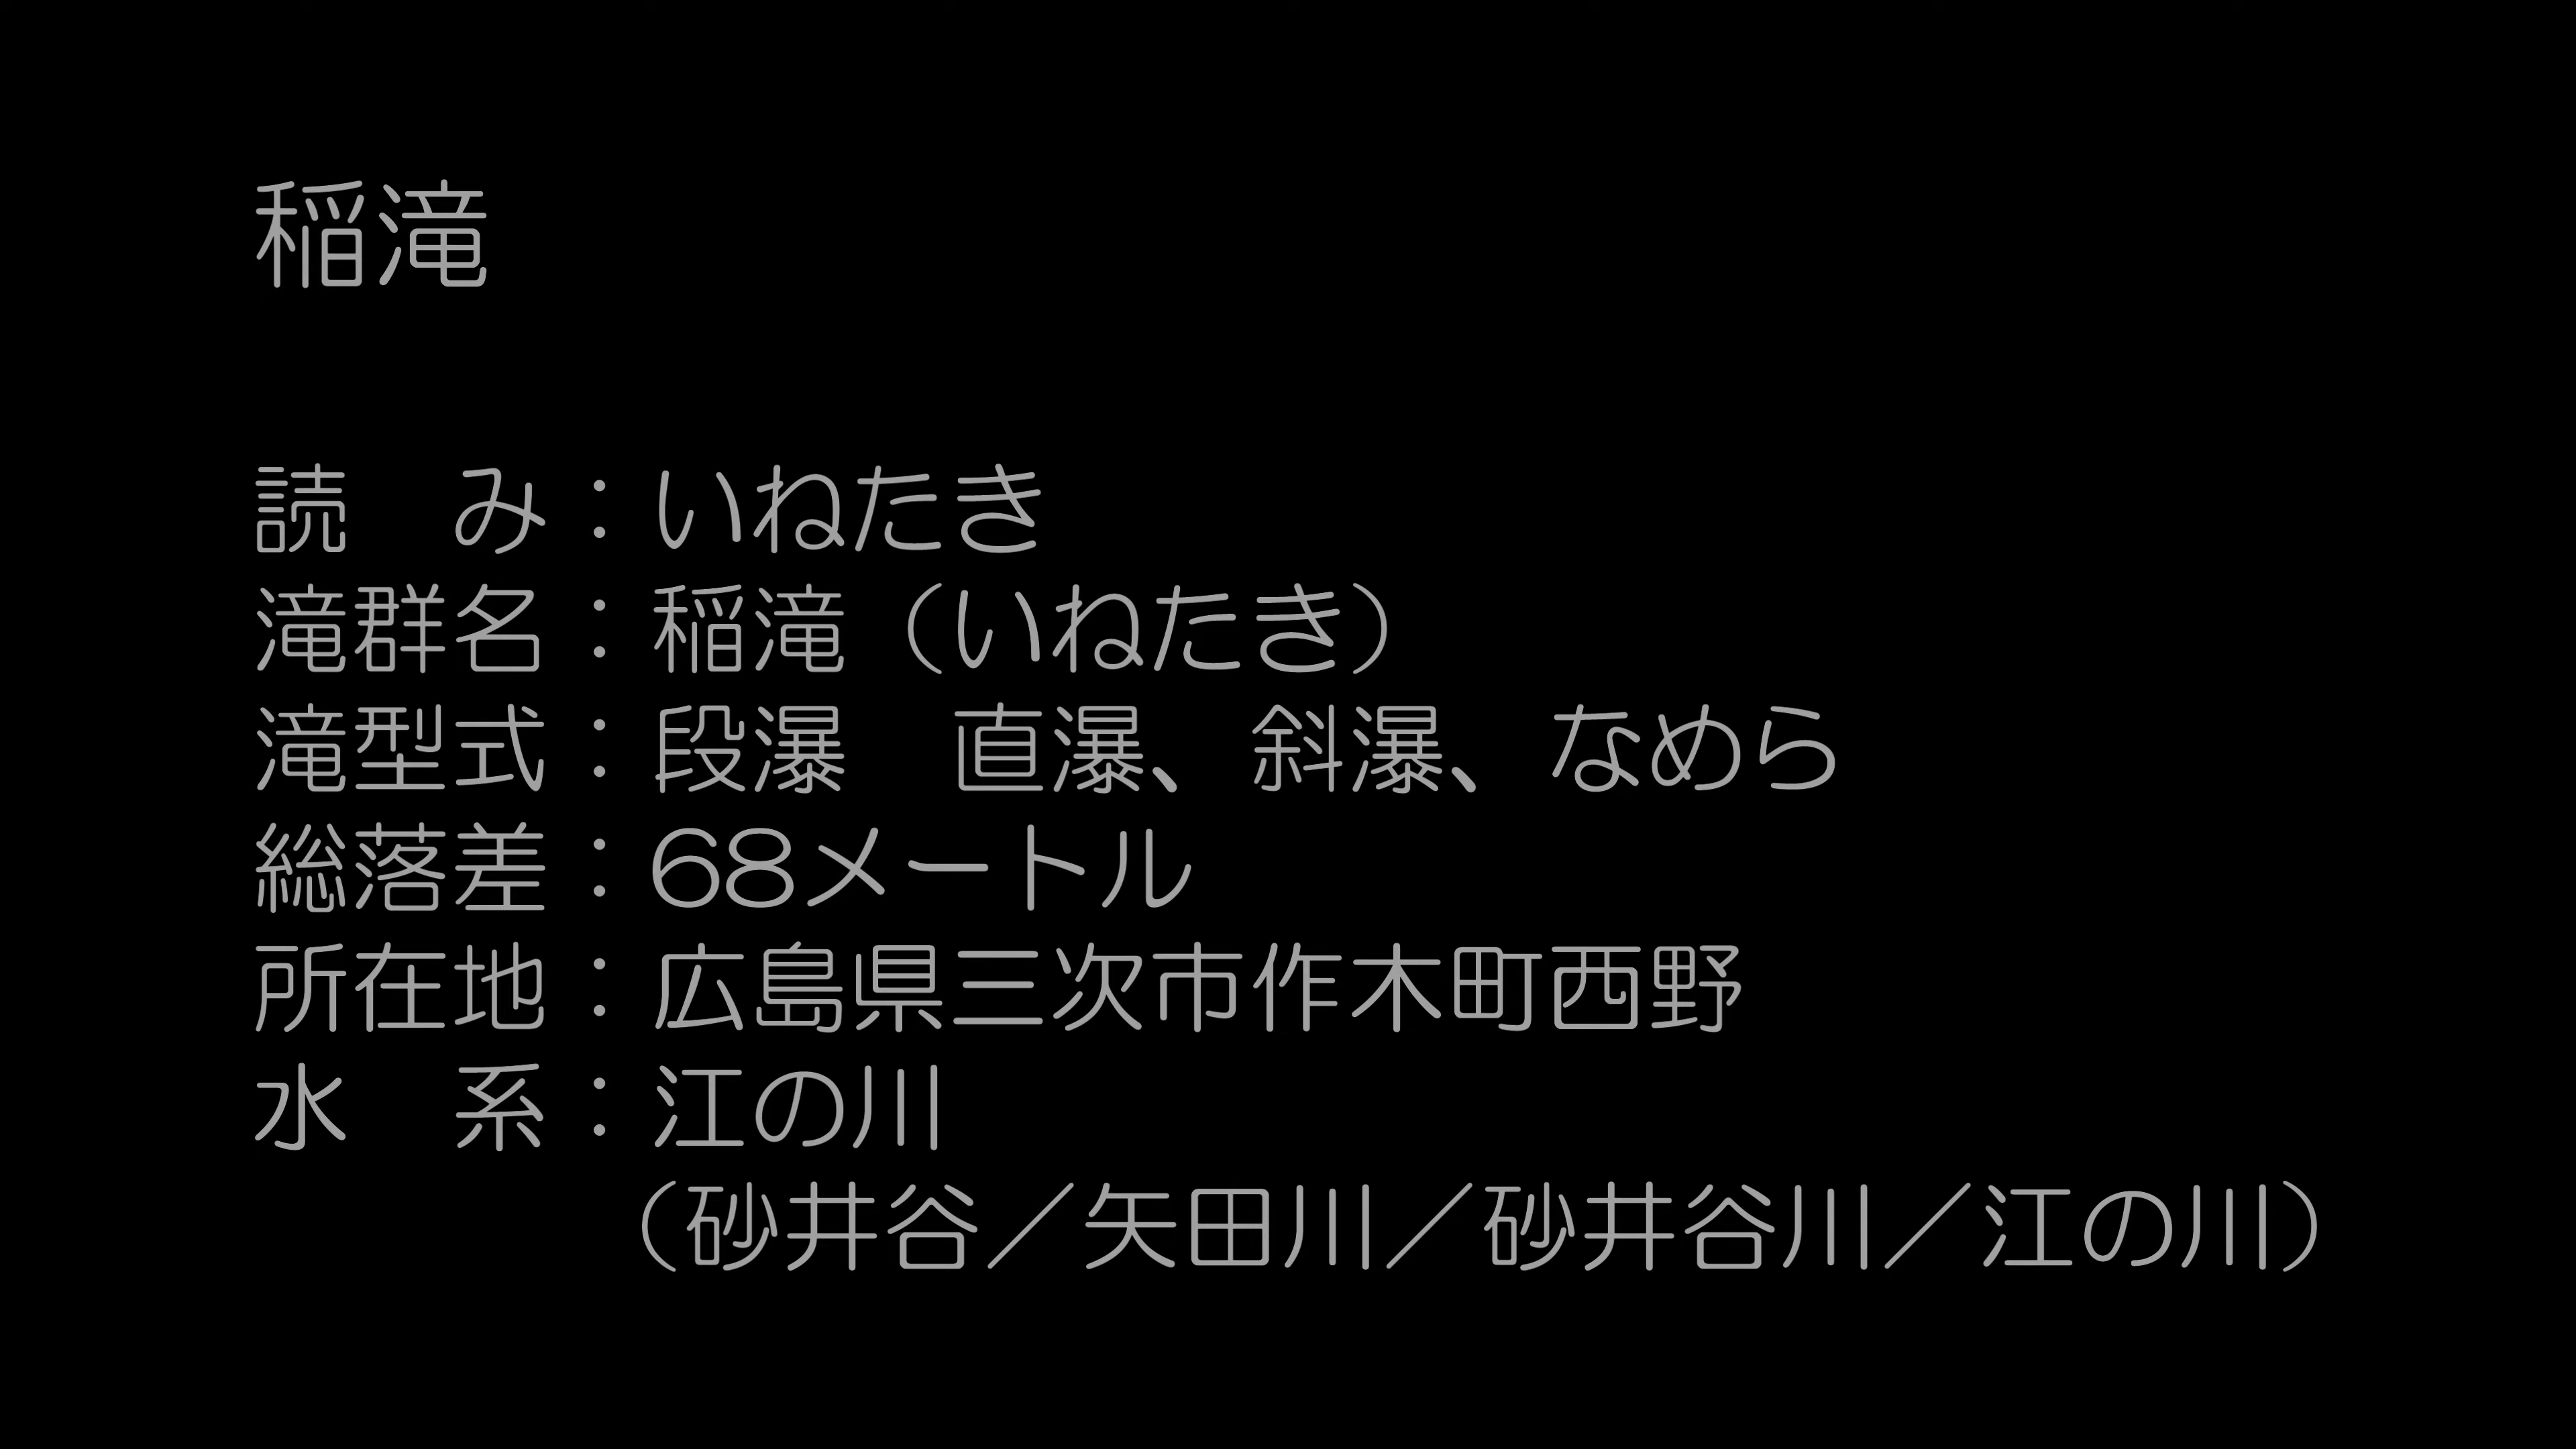 稲滝
読　み：いねたき
滝群名：稲滝（いねたき）
滝型式：段瀑　直瀑、斜瀑、なめら
総落差：68メートル
所在地：広島県三次市作木町西野
水　系：江の川
（砂井谷／矢田川／砂井谷川／江の川）